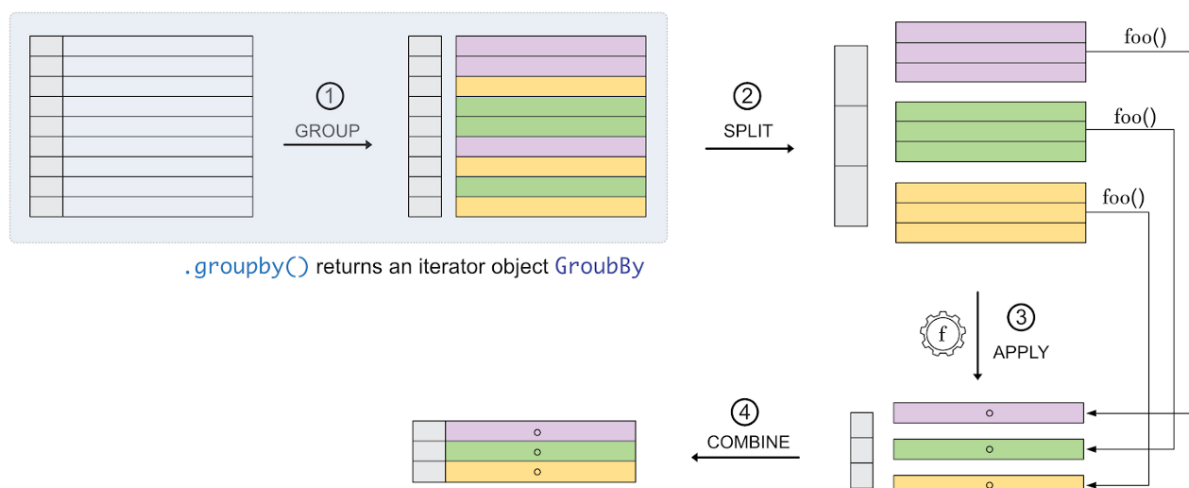 foo()
①
GROUP
②
SPLIT
foo()
foo()
.groupby() returns an iterator object GroubBy
f
③
APPLY
④
COMBINE